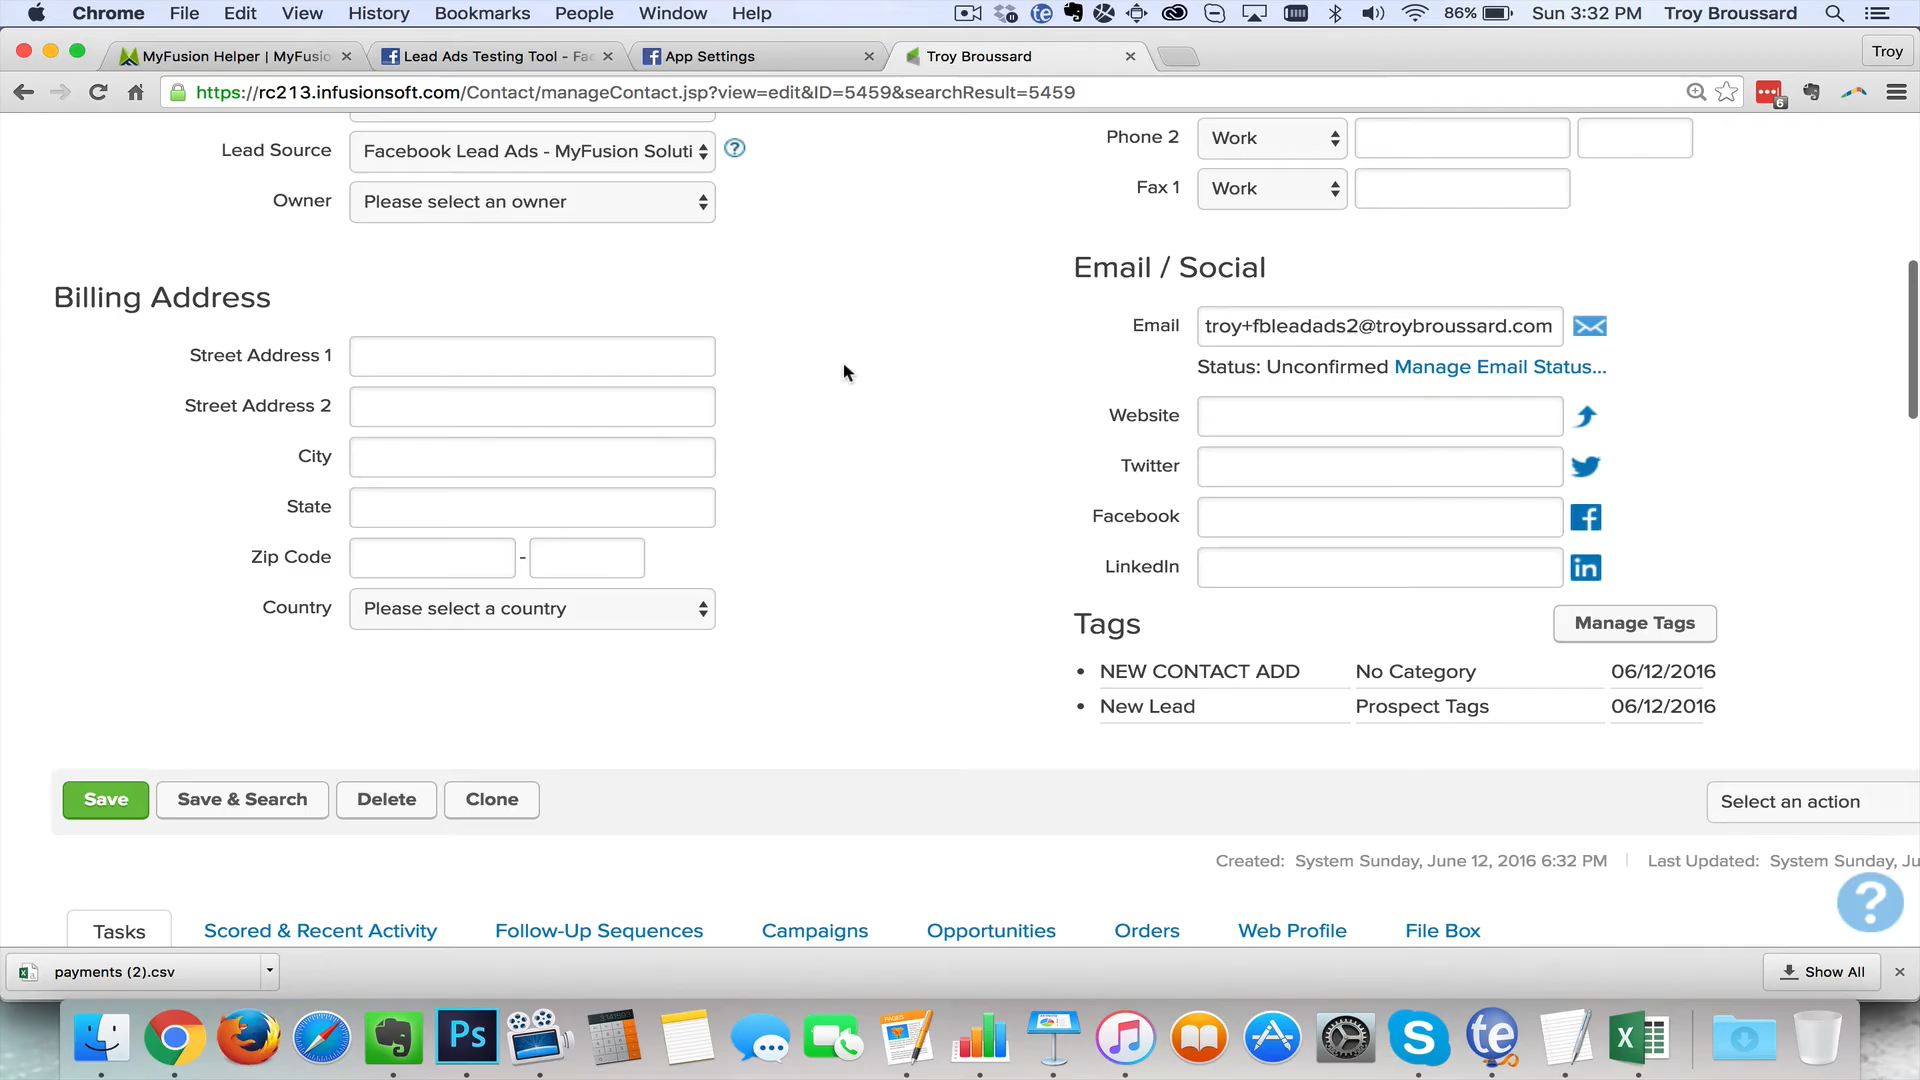 Chrome File Edit View History Bookmarks People Window Help 86% Sun 3:32 PM Troy Broussard
MyFusion Helper | MyFusio Lead Ads Testing Tool - Fac App Settings Troy Broussard Troy
https://rc213.infusionsoft.com/Contact/manageContact.jsp?view=edit&ID=5459&searchResult=5459 6
Lead Source Facebook Lead Ads - MyFusion Soluti ?
Owner Please select an owner
Phone 2 Work
Fax 1 Work
Billing Address
Street Address 1
Street Address 2
City
State
Zip Code -
Country Please select a country
Email / Social
Email troy+fbleadads2@troybroussard.com
Status: Unconfirmed Manage Email Status...
Website
Twitter
Facebook
LinkedIn in
Tags Manage Tags
• NEW CONTACT ADD No Category 06/12/2016
• New Lead Prospect Tags 06/12/2016
Save Save & Search Delete Clone Select an action
Created: System Sunday, June 12, 2016 6:32 PM Last Updated: System Sunday, Ju
?
Tasks Scored & Recent Activity Follow-Up Sequences Campaigns Opportunities Orders Web Profile File Box
payments (2).csv Show All
Ps PAGES S te X